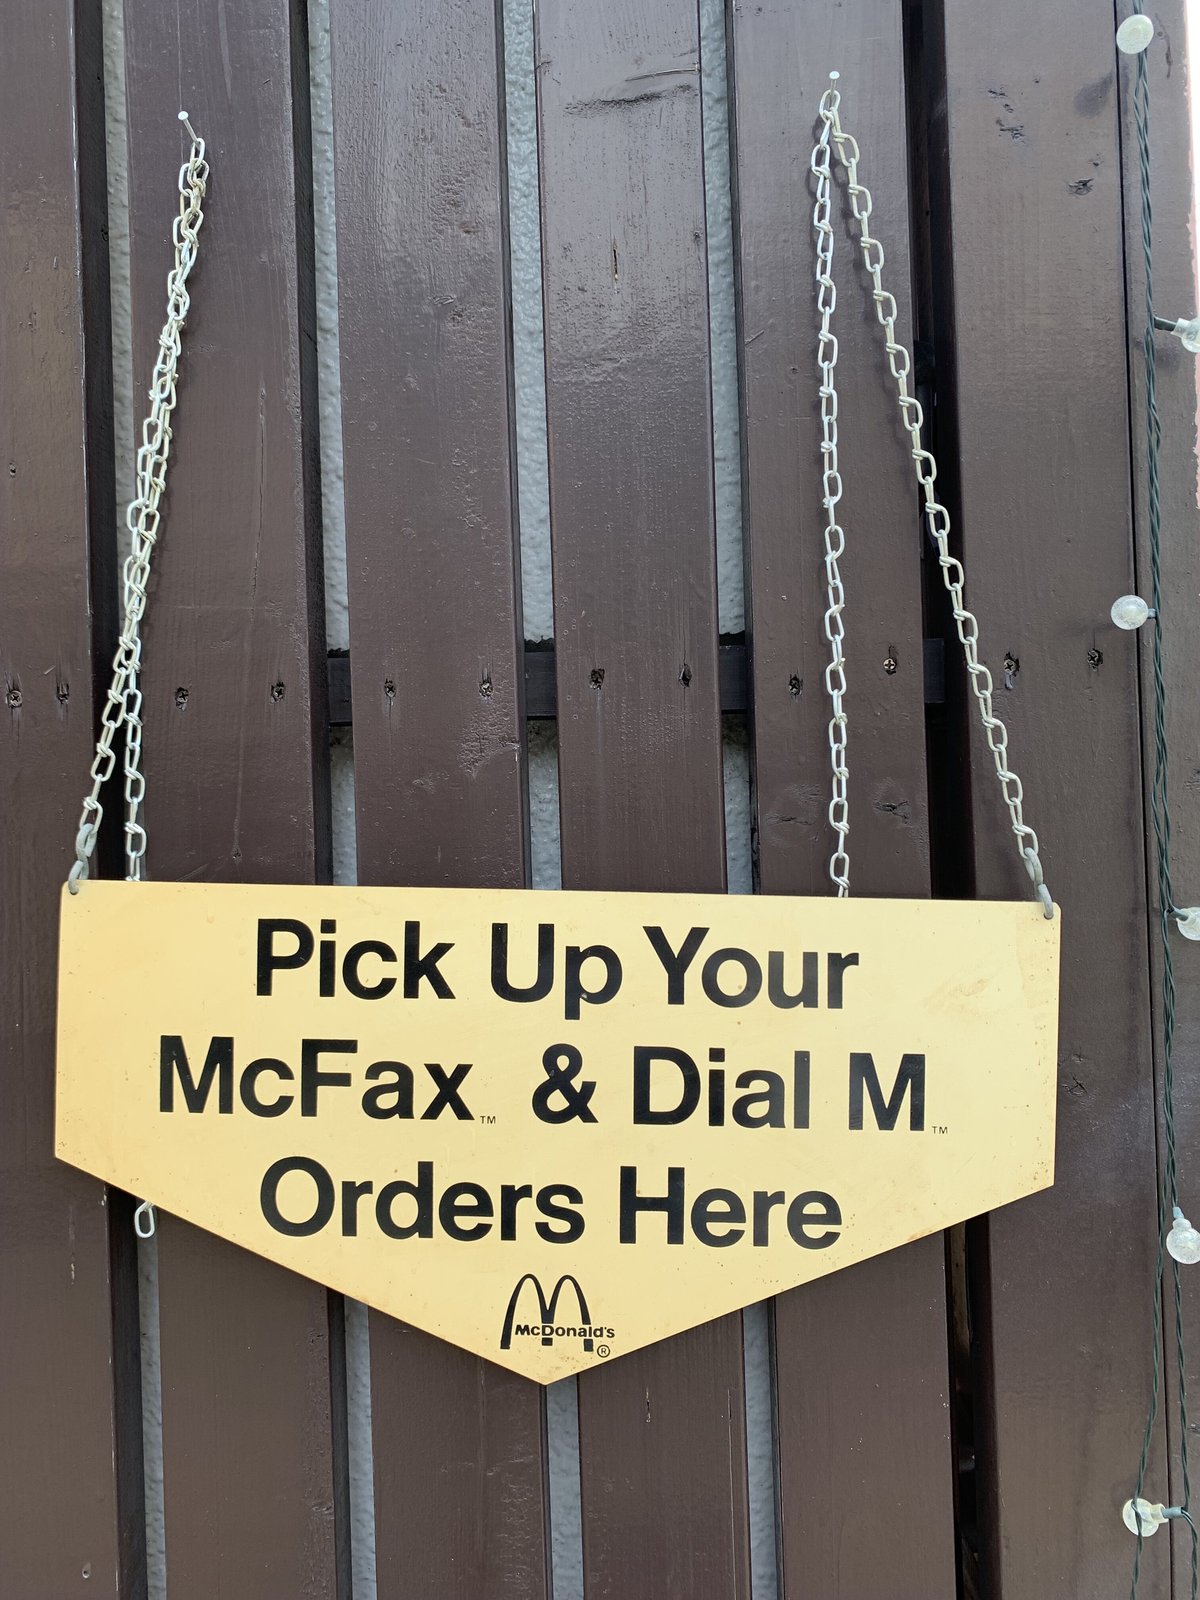 Pick Up Your
McFax™ & Dial M™
Orders Here
McDonald's
®